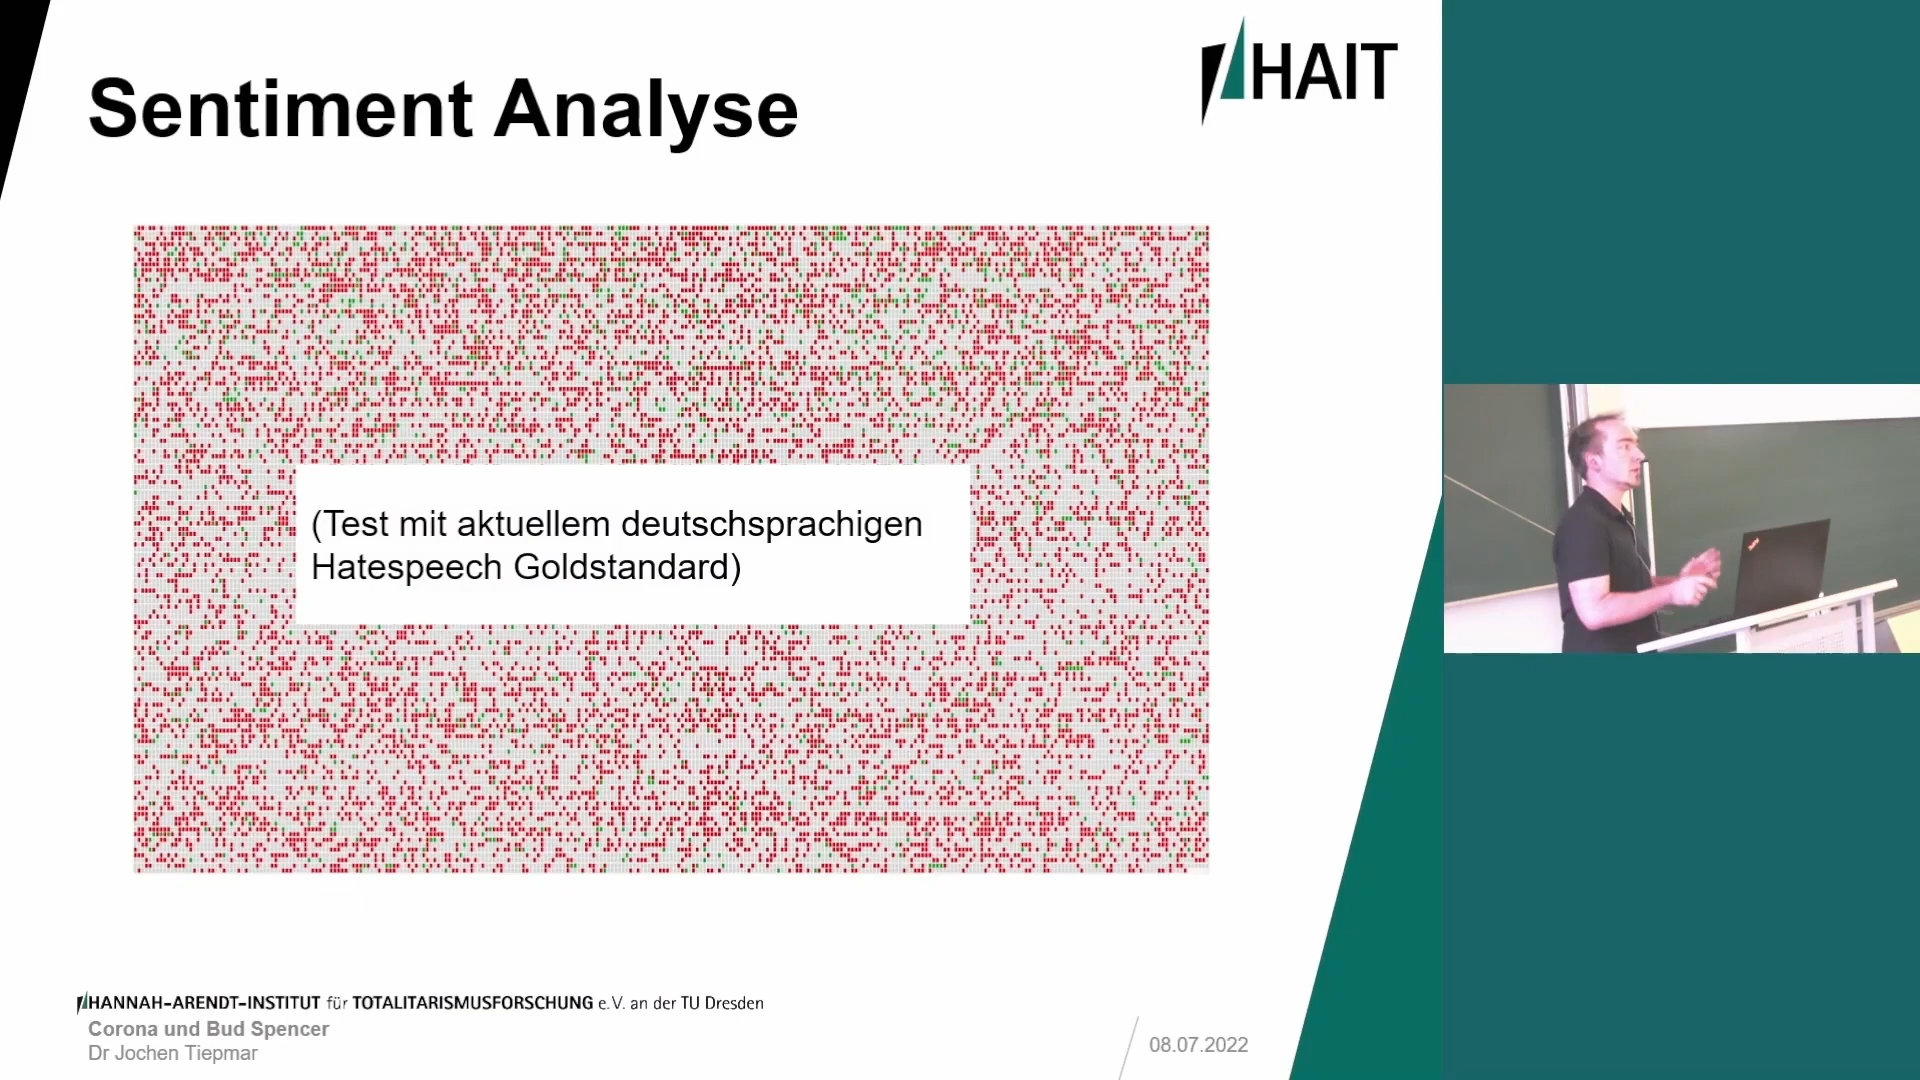 HAIT
Sentiment Analyse
(Test mit aktuellem deutschsprachigen
Hatespeech Goldstandard)
HANNAH-ARENDT-INSTITUT für TOTALITARISMUSFORSCHUNG e.V. an der TU Dresden
Corona und Bud Spencer
Dr Jochen Tiepmar
08.07.2022